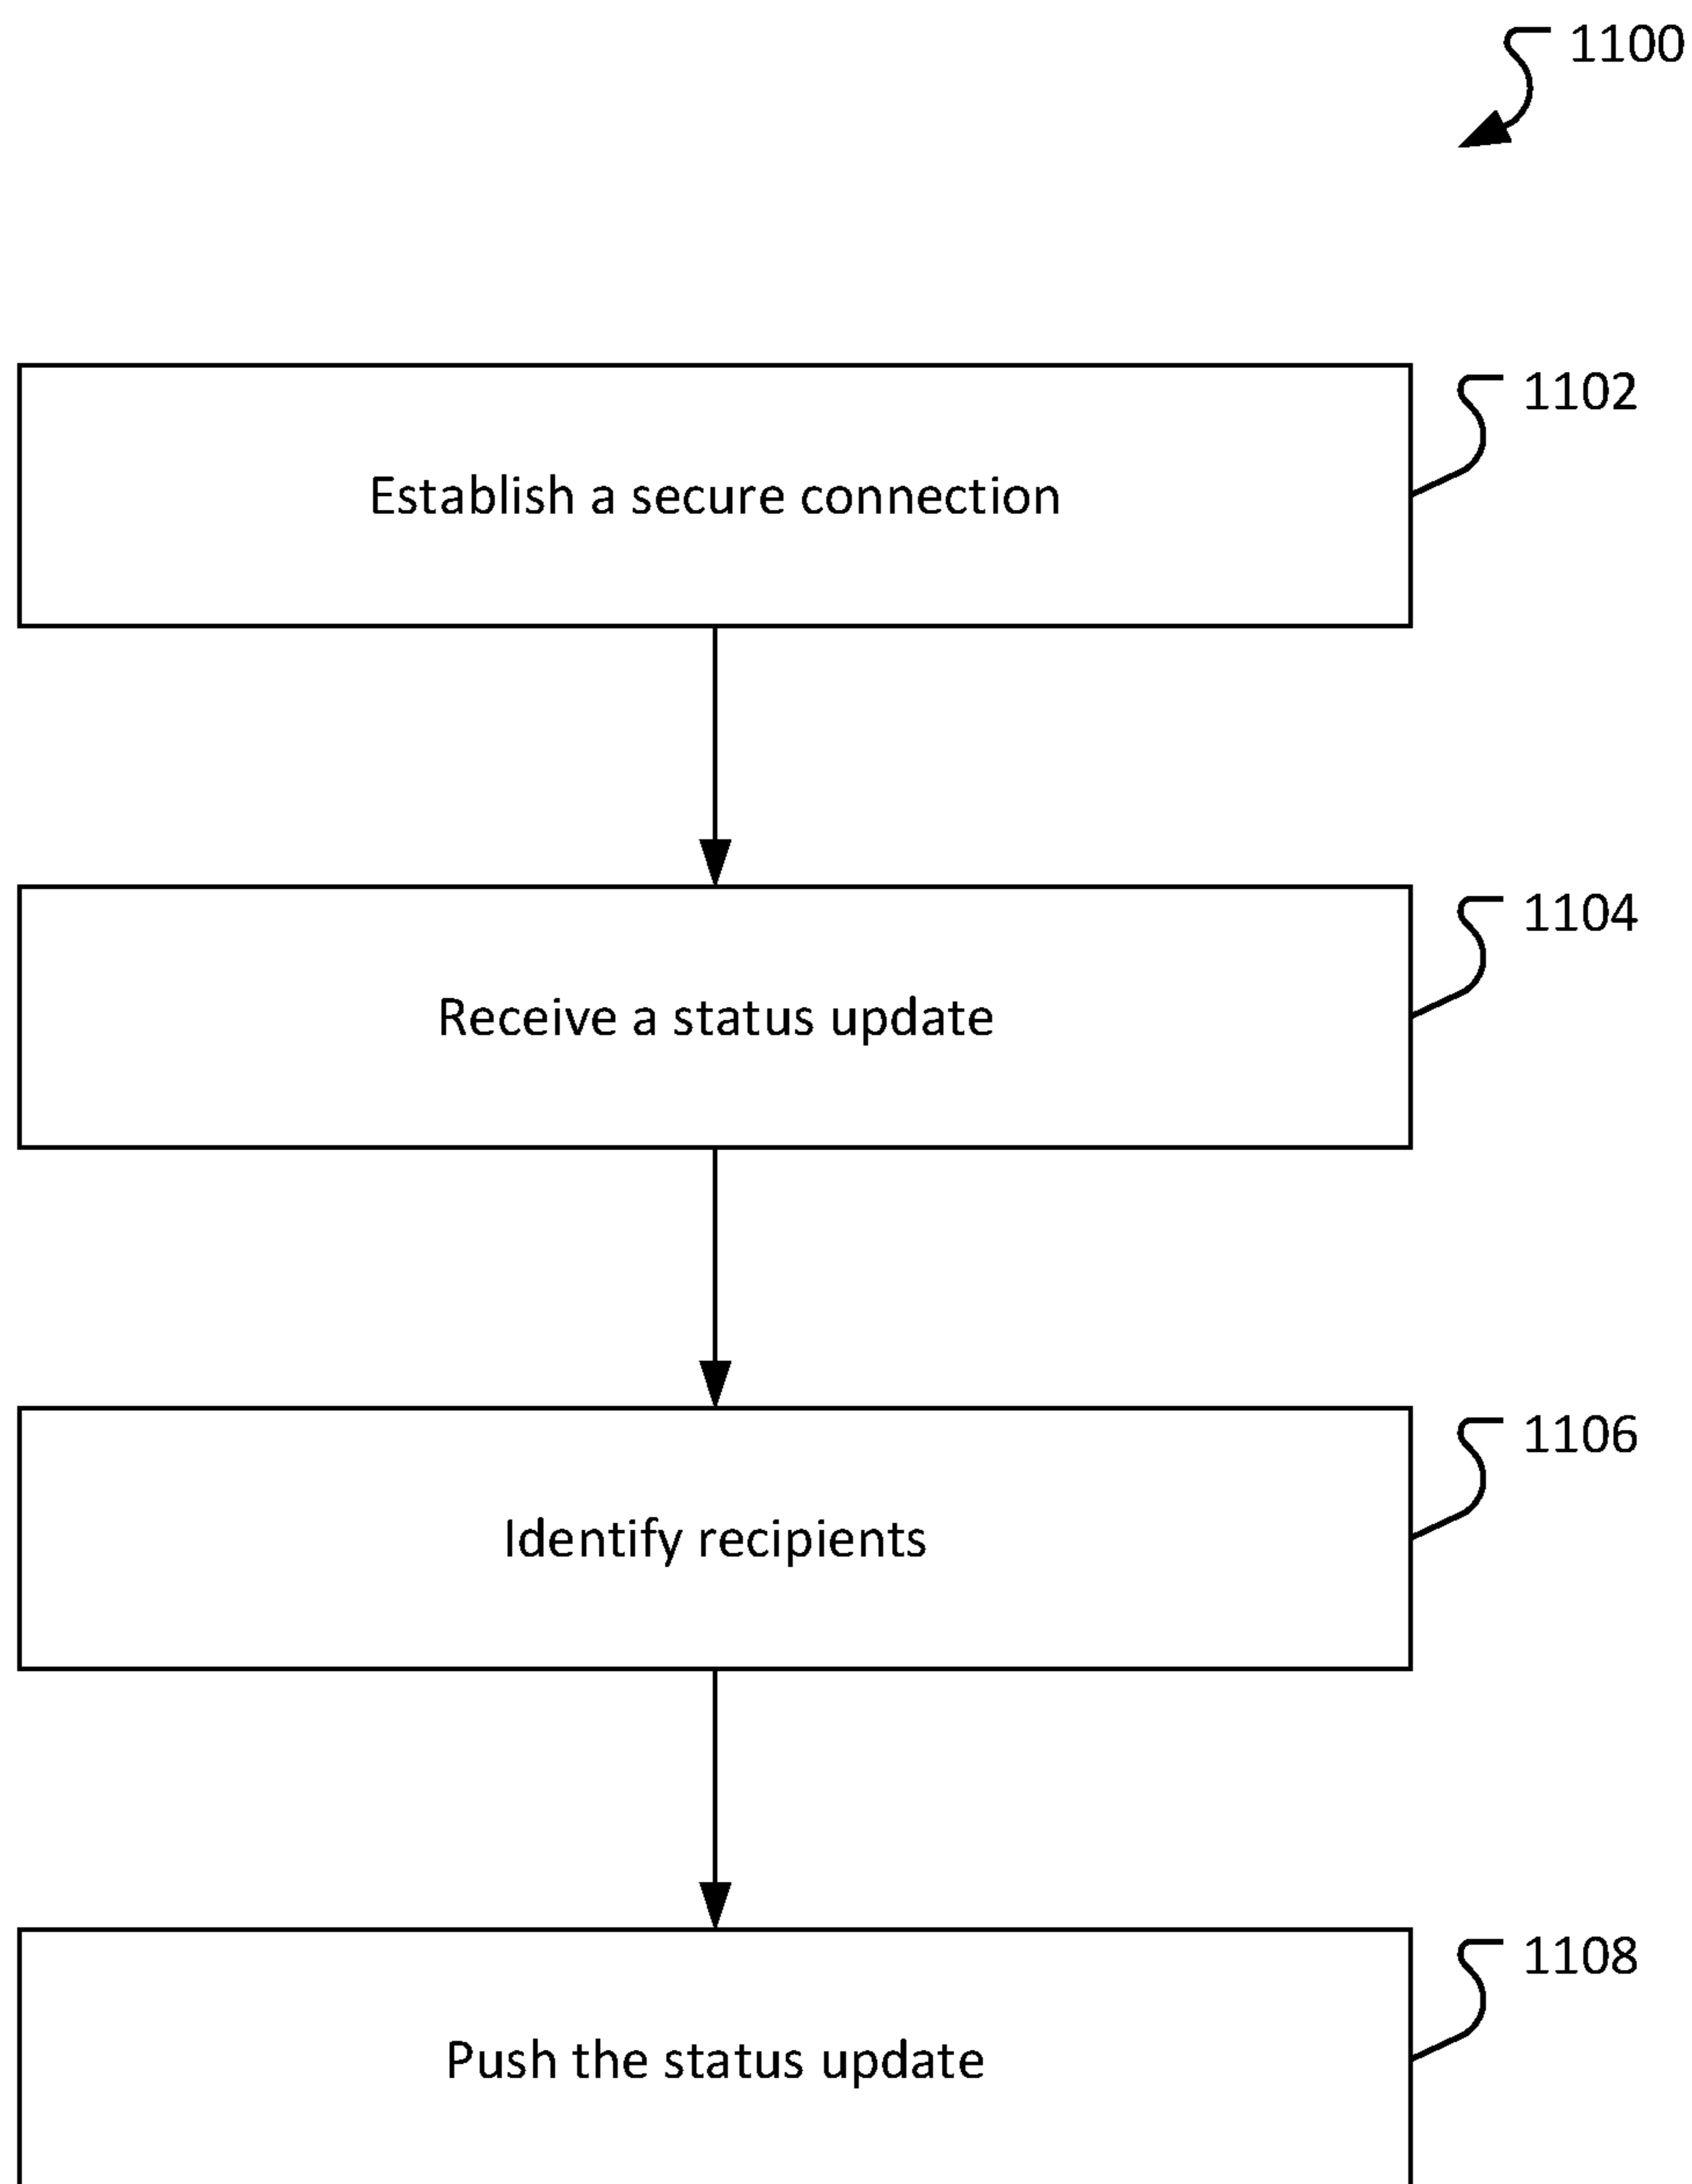 1100
1102
Establish a secure connection
1104
Receive a status update
1106
Identify recipients
1108
Push the status update